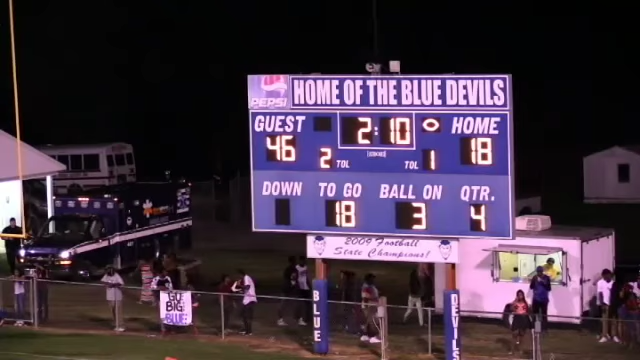 PEPSI
HOME OF THE BLUE DEVILS
GUEST 2:10 HOME
46 2 TOL TOL 1 18
DOWN TO GO BALL ON QTR.
18 3 4
2009 Football
State Champions!
GO
BIG
BLUE
BLUE
DEVILS